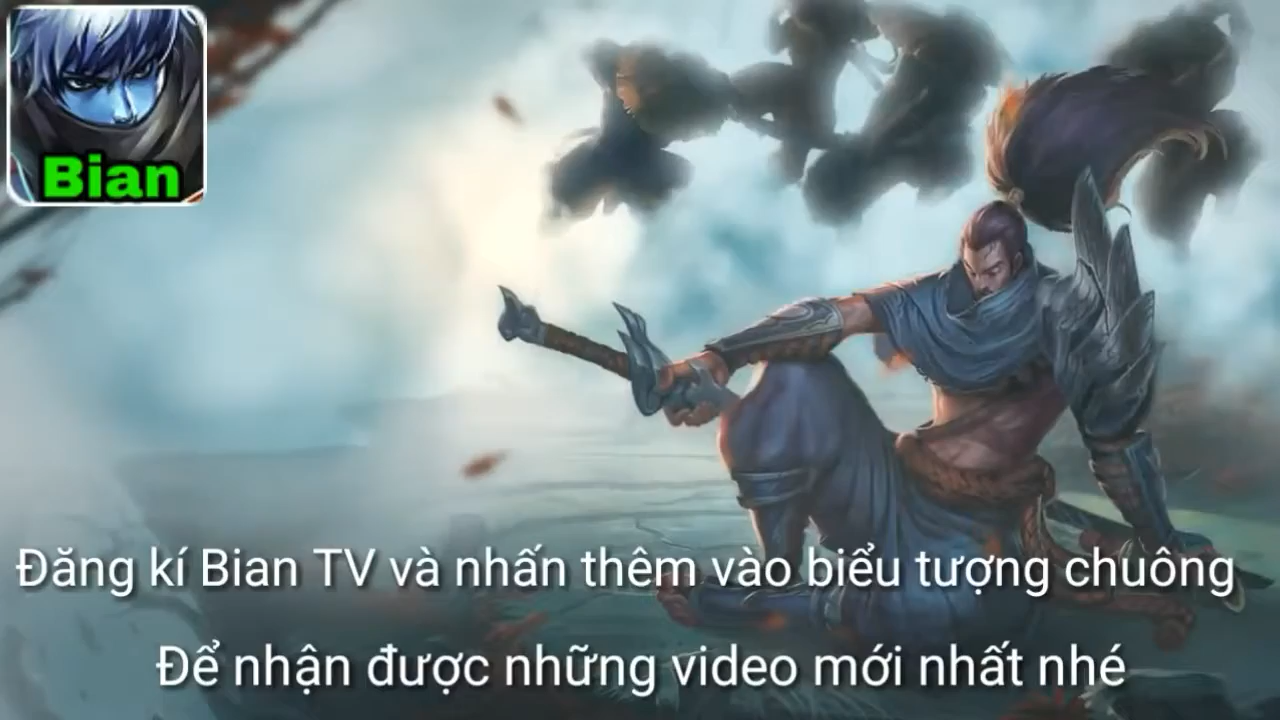 Bian
Đăng kí Bian TV và nhấn thêm vào biểu tượng chuông
Để nhận được những video mới nhất nhé